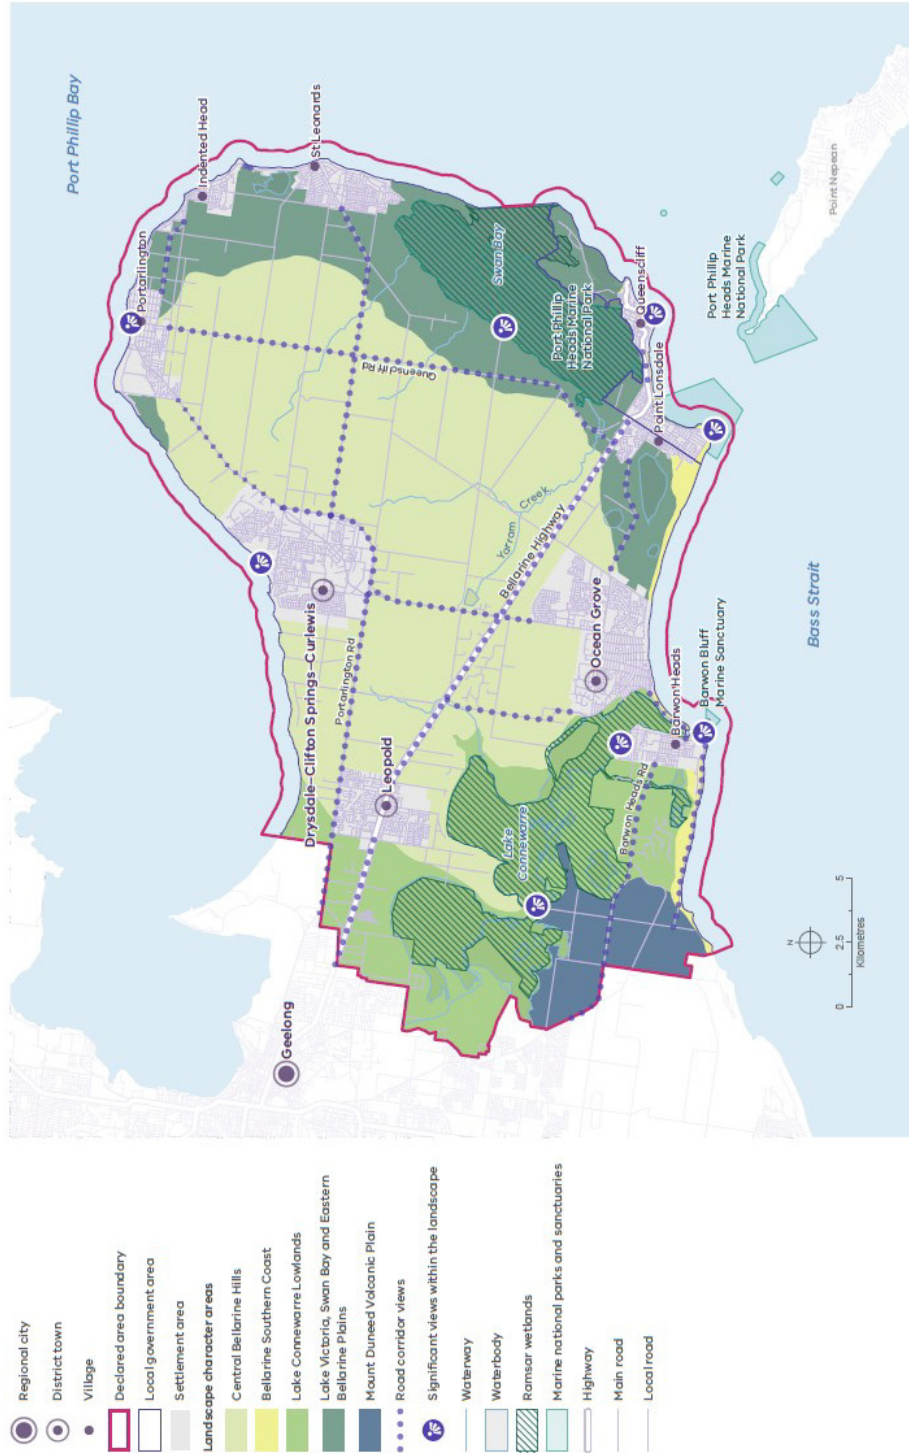 Regional city
District town
Village
Declared area boundary
Local government area
Settlement area
Landscape character areas
Central Bellarine Hills
Bellarine Southern Coast
Lake Connewarre Lowlands
Lake Victoria, Swan Bay and Eastern
Bellarine Plains
Mount Duneed Volcanic Plain
Road corridor views
Significant views within the landscape
Waterway
Waterbody
Ramsar wetlands
Marine national parks and sanctuaries
Highway
Main road
Local road
Port Phillip Bay
Portarlington
Indented Head
St Leonards
Geelong
Drysdale–Clifton Springs–Curlewis
Portarlington Rd
Queenscliff Rd
Leopold
Swan Bay
Port Phillip
Heads Marine
National Park
Yarram Creek
Bellarine Highway
Lake
Connewarre
Ocean Grove
Queenscliff
Point Lonsdale
Barwon Heads Rd
Barwon Heads
Barwon Bluff
Marine Sanctuary
Port Phillip
Heads Marine
National Park
Point Nepean
Bass Strait
N
0 2.5 5
Kilometres